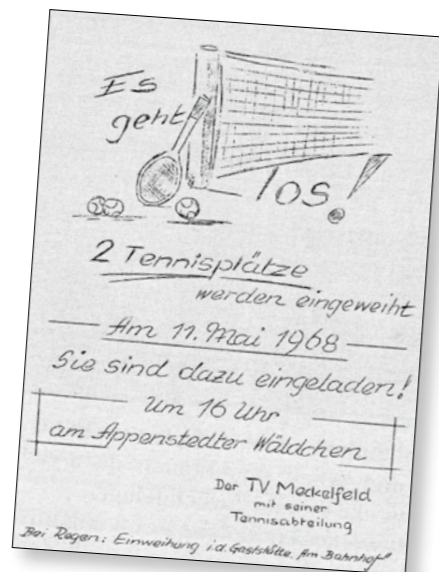 Es
geht
los!
2 Tennisplätze
werden eingeweiht
Am 11. Mai 1968
Sie sind dazu eingeladen!
Um 16 Uhr
am Appenstedter Wäldchen
Der TV Meckelfeld
mit seiner
Tennisabteilung
Bei Regen: Einweihung i.d. Gaststätte „Am Bahnhof"